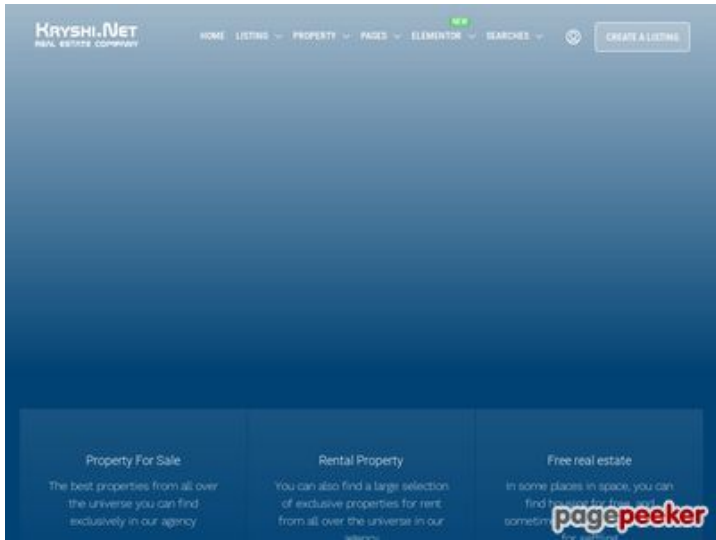 KRYSHI.NET
REAL ESTATE COMPANY
HOME LISTING PROPERTY PAGES ELEMENTOR SEARCHES CREATE A LISTING
NEW
Property For Sale
The best properties from all over
the universe you can find
exclusively in our agency
Rental Property
You can also find a large selection
of exclusive properties for rent
from all over the universe in our
agency
Free real estate
In some places in space, you can
find housing for free, and
for settling
pagepeeker